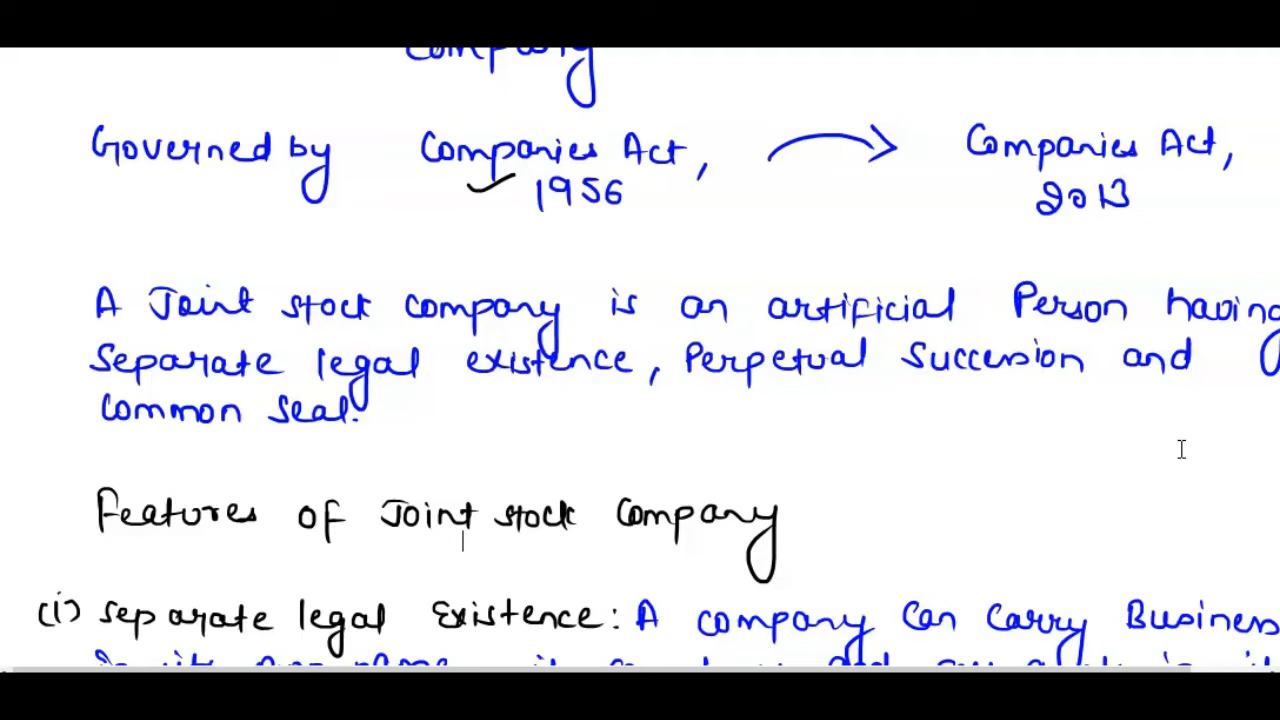 Company
Governed by Companies Act, 1956 Companies Act, 2013
A Joint stock company is an artificial Person having
Separate legal existence, Perpetual Succession and
Common Seal.
Features of Joint stock Company
(i) Separate legal Existence: A company can carry Business